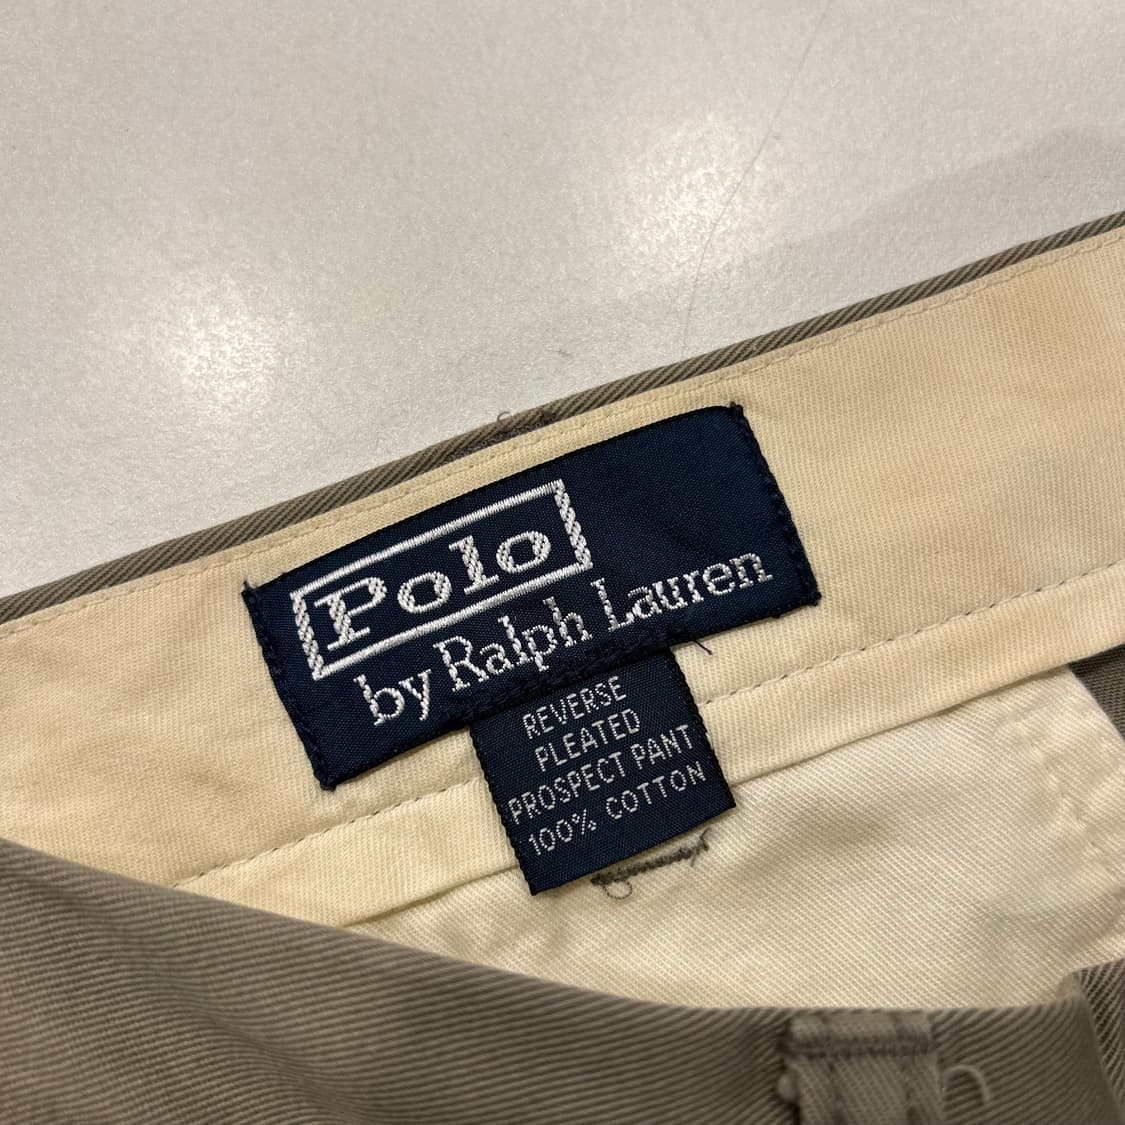 Polo
by Ralph Lauren
REVERSE
PLEATED
PROSPECT PANT
100% COTTON